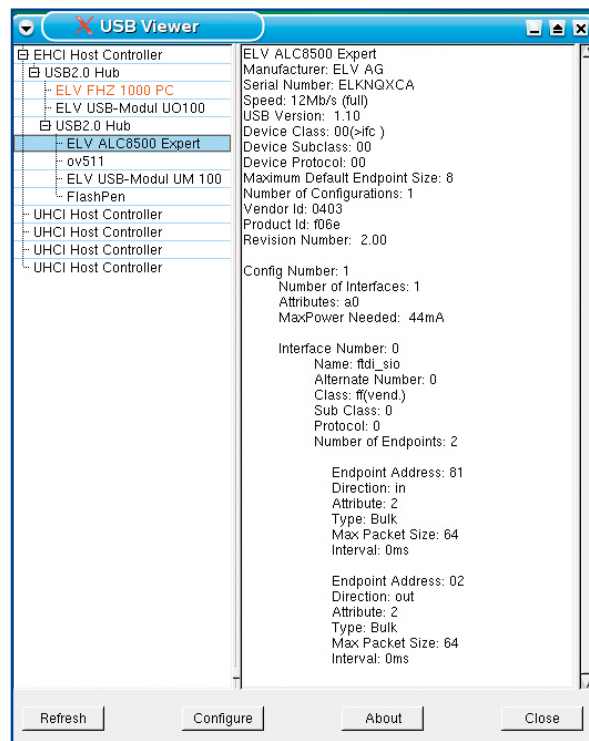 USB Viewer
EHCI Host Controller
USB2.0 Hub
ELV FHZ 1000 PC
ELV USB-Modul UO100
USB2.0 Hub
ELV ALC8500 Expert
ov511
ELV USB-Modul UM 100
FlashPen
UHCI Host Controller
UHCI Host Controller
UHCI Host Controller
UHCI Host Controller
ELV ALC8500 Expert
Manufacturer: ELV AG
Serial Number: ELKNQXCA
Speed: 12Mb/s (full)
USB Version:  1.10
Device Class: 00(>ifc )
Device Subclass: 00
Device Protocol: 00
Maximum Default Endpoint Size: 8
Number of Configurations: 1
Vendor Id: 0403
Product Id: f06e
Revision Number:  2.00
Config Number: 1
Number of Interfaces: 1
Attributes: a0
MaxPower Needed:  44mA
Interface Number: 0
Name: ftdi_sio
Alternate Number: 0
Class: ff(vend.)
Sub Class: 0
Protocol: 0
Number of Endpoints: 2
Endpoint Address: 81
Direction: in
Attribute: 2
Type: Bulk
Max Packet Size: 64
Interval: 0ms
Endpoint Address: 02
Direction: out
Attribute: 2
Type: Bulk
Max Packet Size: 64
Interval: 0ms
Refresh Configure About Close